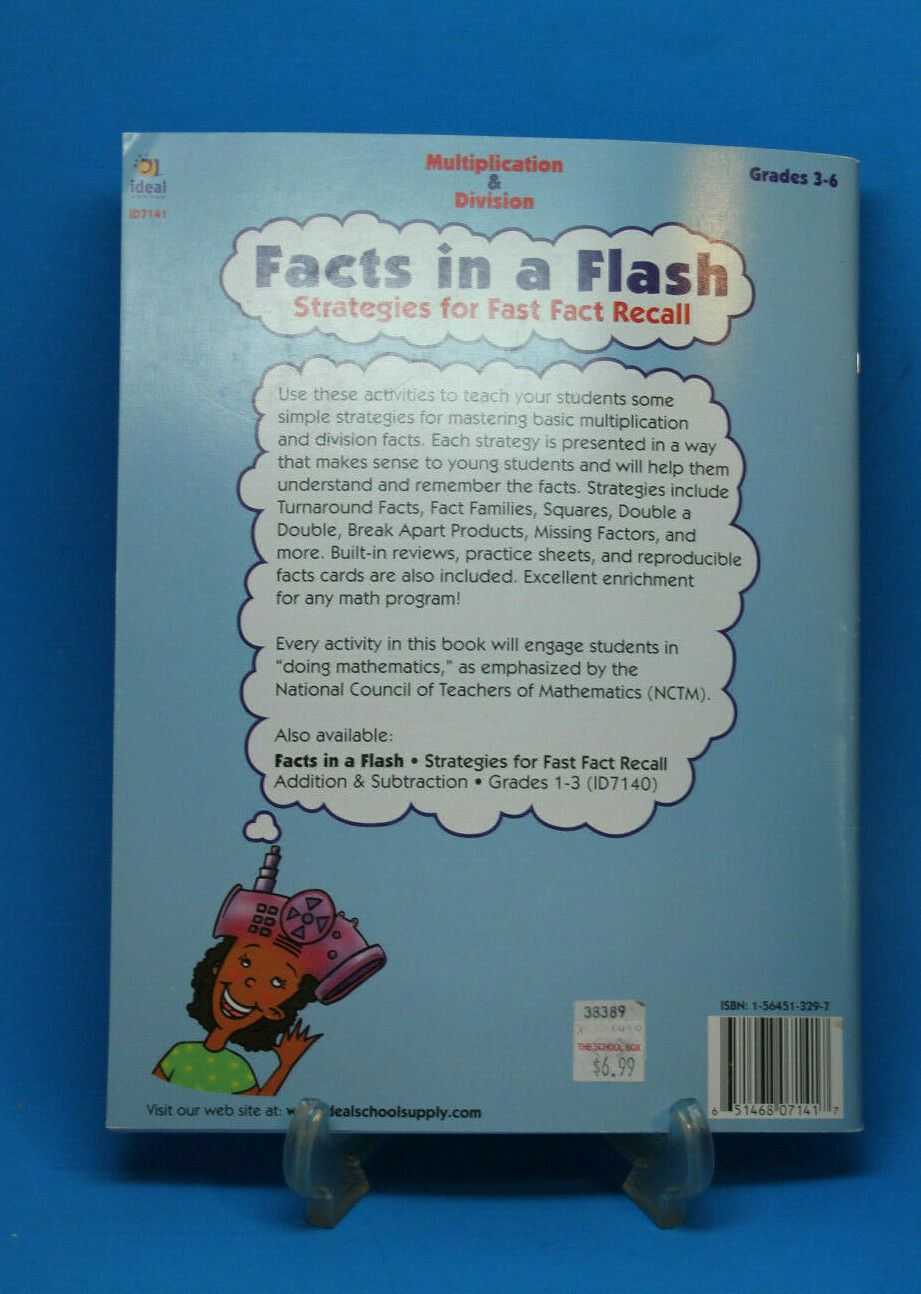 ideal
ID7141
Multiplication
&
Division
Grades 3-6
Facts in a Flash
Strategies for Fast Fact Recall
Use these activities to teach your students some
simple strategies for mastering basic multiplication
and division facts. Each strategy is presented in a way
that makes sense to young students and will help them
understand and remember the facts. Strategies include
Turnaround Facts, Fact Families, Squares, Double a
Double, Break Apart Products, Missing Factors, and
more. Built-in reviews, practice sheets, and reproducible
facts cards are also included. Excellent enrichment
for any math program!
Every activity in this book will engage students in
“doing mathematics,” as emphasized by the
National Council of Teachers of Mathematics (NCTM).
Also available:
Facts in a Flash • Strategies for Fast Fact Recall
Addition & Subtraction • Grades 1-3 (ID7140)
38389
THE SCHOOL BOX
$6.99
ISBN: 1-56451-329-7
6 51468 07141 7
Visit our web site at: dealschoolsupply.com